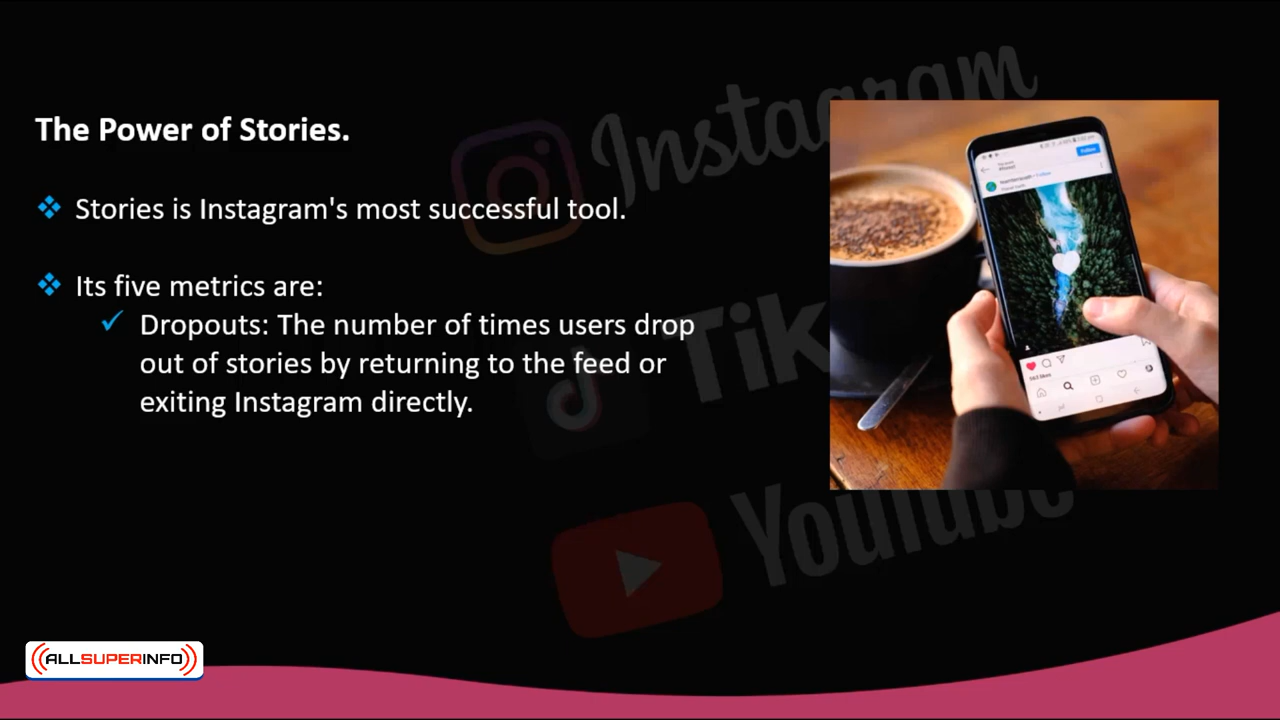 Instagram
The Power of Stories.
Stories is Instagram's most successful tool.
Its five metrics are:
Dropouts: The number of times users drop
out of stories by returning to the feed or
exiting Instagram directly.
Tik
YouTube
Follow
ALLSUPERINFO